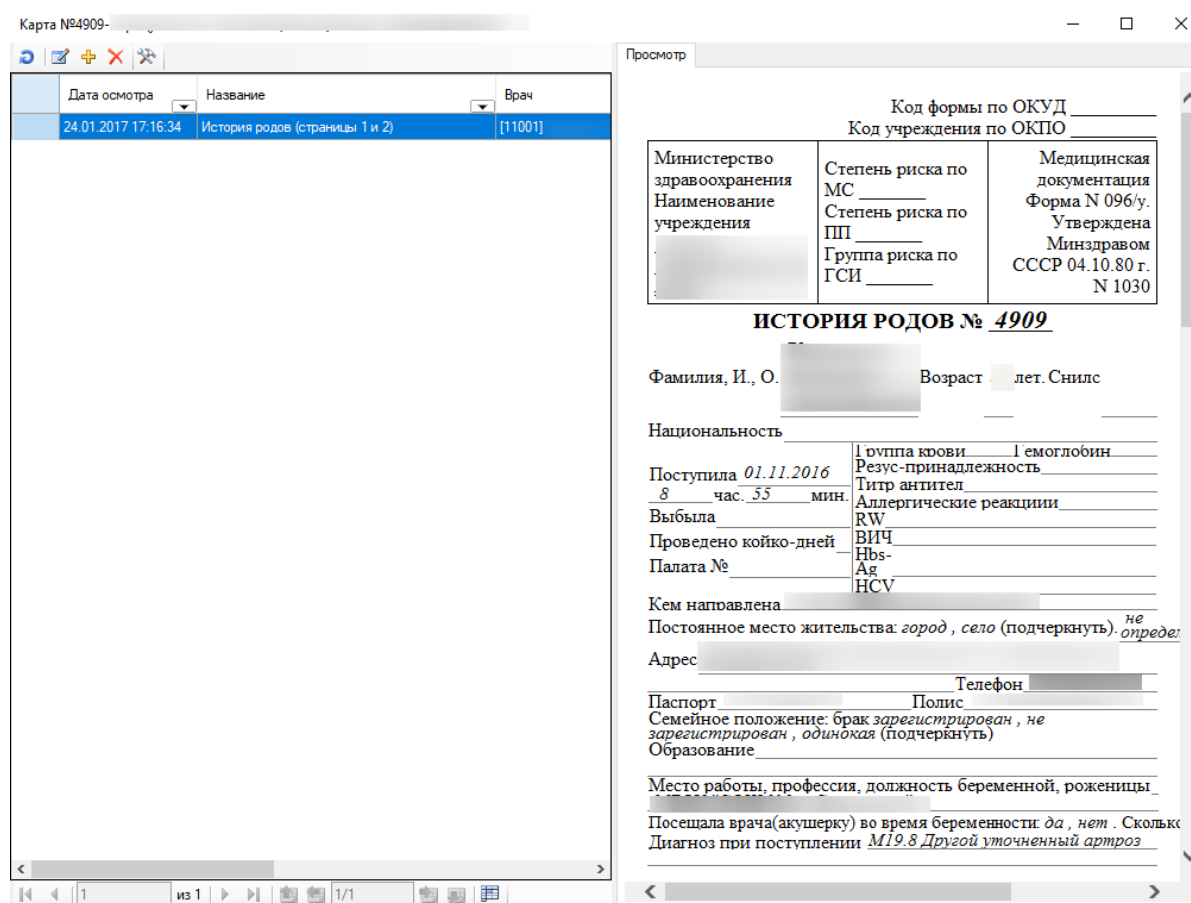 Карта №4909-
Просмотр
Дата осмотра Название Врач
24.01.2017 17:16:34 История родов (страницы 1 и 2) [11001]
1 из 1 1/1
Код формы по ОКУД
Код учреждения по ОКПО
Министерство
здравоохранения
Наименование
учреждения
Степень риска по
МС
Степень риска по
ПП
Группа риска по
ГСИ
Медицинская
документация
Форма N 096/у.
Утверждена
Минздравом
СССР 04.10.80 г.
N 1030
ИСТОРИЯ РОДОВ № 4909
Фамилия, И., О. Возраст лет. Снилс
Национальность
Поступила 01.11.2016
8 час. 55 мин.
Выбыла
Проведено койко-дней
Палата №
Группа крови Гемоглобин
Резус-принадлежность
Титр антител
Аллергические реакциии
RW
ВИЧ
Hbs-
Ag
HCV
Кем направлена
Постоянное место жительства: город , село (подчеркнуть). не
определ
Адрес
Телефон
Паспорт Полис
Семейное положение: брак зарегистрирован , не
зарегистрирован , одинокая (подчеркнуть)
Образование
Место работы, профессия, должность беременной, роженицы
Посещала врача(акушерку) во время беременности: да , нет . Скольк
Диагноз при поступлении М19.8 Другой уточненный артроз